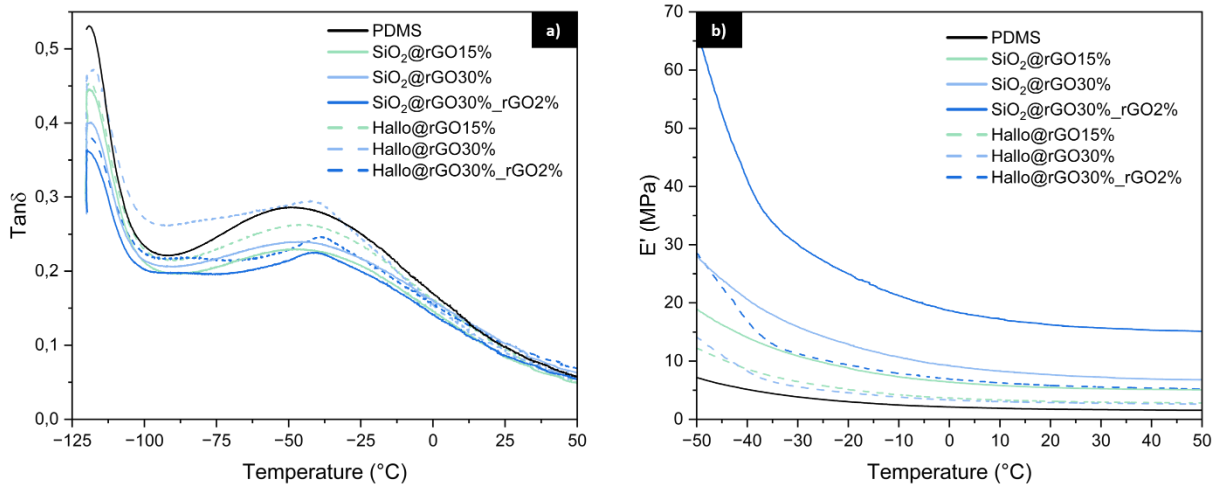 a)
PDMS
SiO₂@rGO15%
SiO₂@rGO30%
SiO₂@rGO30%_rGO2%
Hallo@rGO15%
Hallo@rGO30%
Hallo@rGO30%_rGO2%
0,5
0,4
0,3
0,2
0,1
0,0
Tanδ
-125 -100 -75 -50 -25 0 25 50
Temperature (°C)
b)
PDMS
SiO₂@rGO15%
SiO₂@rGO30%
SiO₂@rGO30%_rGO2%
Hallo@rGO15%
Hallo@rGO30%
Hallo@rGO30%_rGO2%
70
60
50
40
30
20
10
0
E' (MPa)
−50 −40 −30 −20 −10 0 10 20 30 40 50
Temperature (°C)